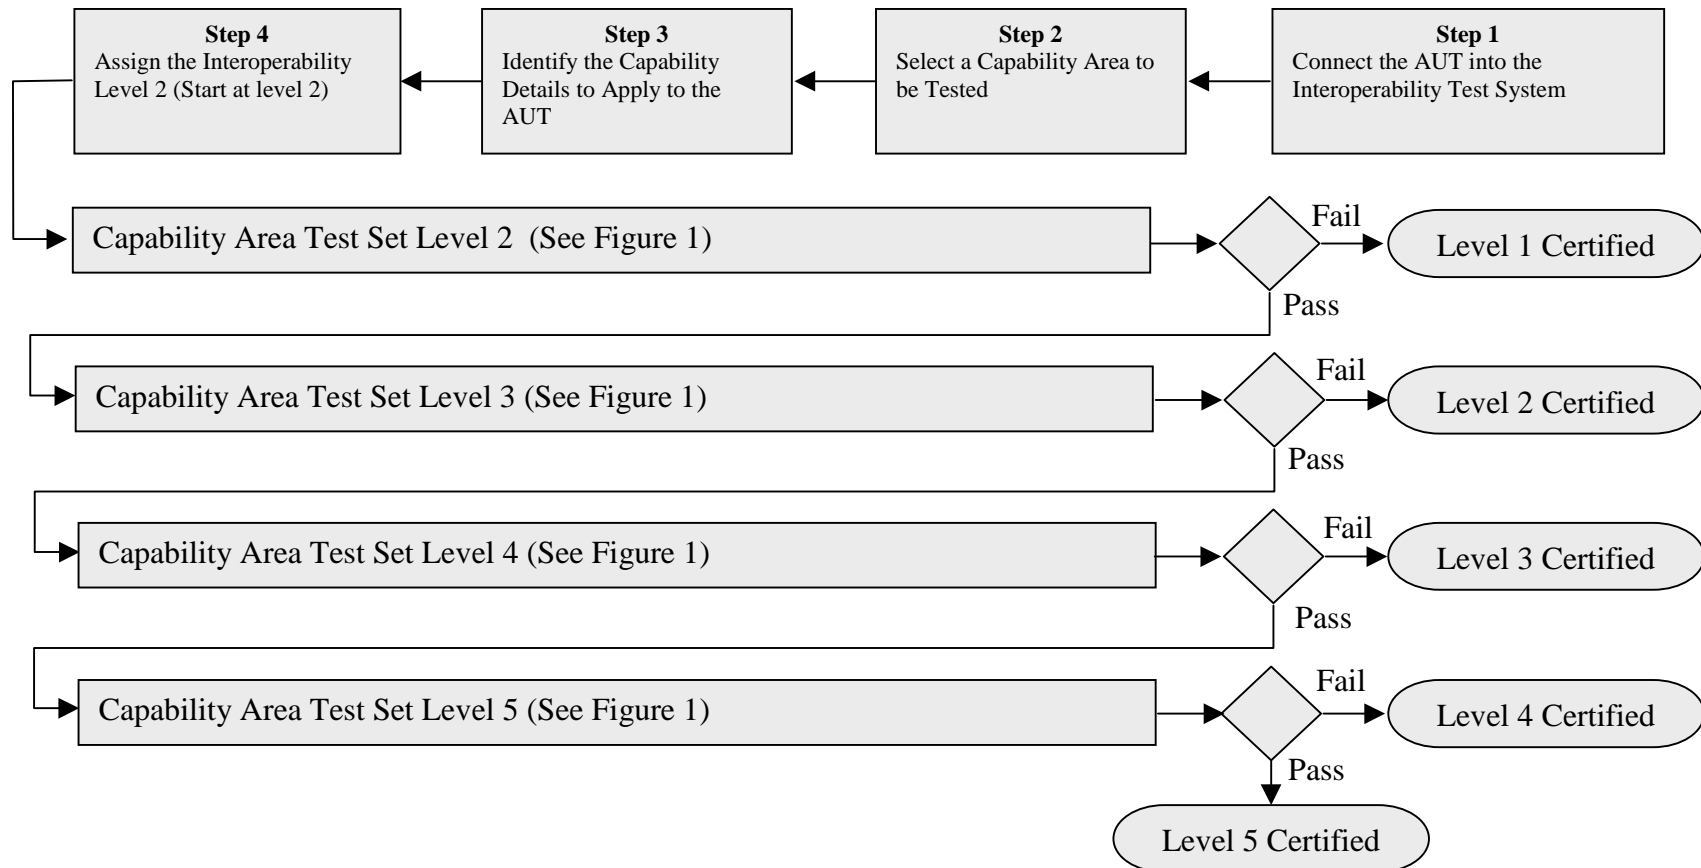 Step 4
Assign the Interoperability
Level 2 (Start at level 2)
Step 3
Identify the Capability
Details to Apply to the
AUT
Step 2
Select a Capability Area to
be Tested
Step 1
Connect the AUT into the
Interoperability Test System
Capability Area Test Set Level 2  (See Figure 1)
Fail
Level 1 Certified
Pass
Capability Area Test Set Level 3 (See Figure 1)
Fail
Level 2 Certified
Pass
Capability Area Test Set Level 4 (See Figure 1)
Fail
Level 3 Certified
Pass
Capability Area Test Set Level 5 (See Figure 1)
Fail
Level 4 Certified
Pass
Level 5 Certified